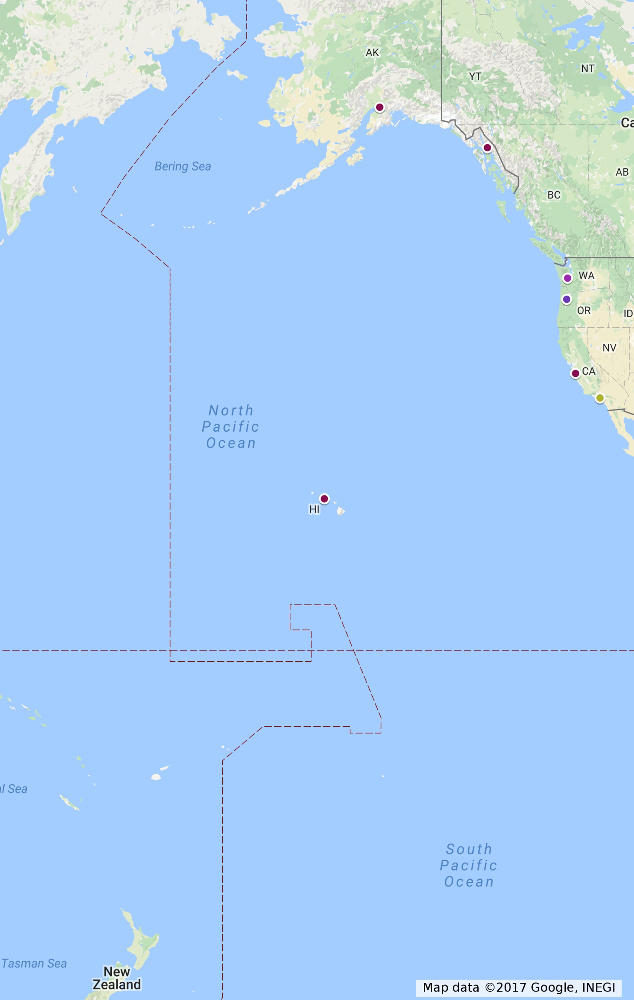 AK
NT
YT
Ca
Bering Sea
AB
BC
WA
OR
ID
NV
CA
North
Pacific
Ocean
HI
al Sea
South
Pacific
Ocean
Tasman Sea
New
Zealand
Map data ©2017 Google, INEGI